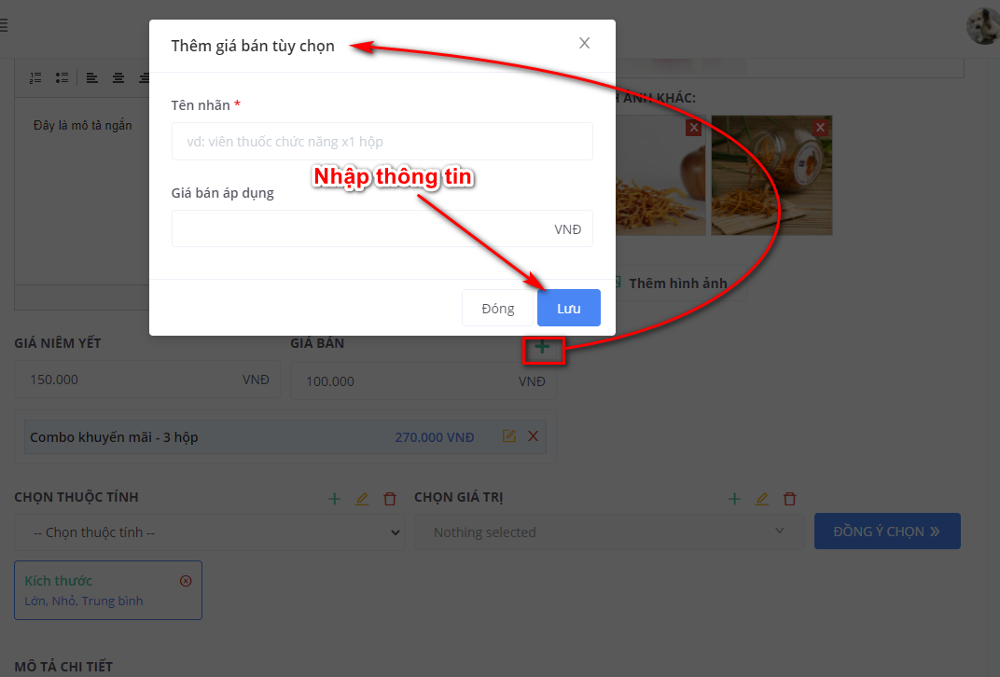 Thêm giá bán tùy chọn
Đây là mô tả ngắn
H ẢNH KHÁC:
Tên nhãn *
vd: viên thuốc chức năng x1 hộp
Nhập thông tin
Giá bán áp dụng
VNĐ
Thêm hình ảnh
Đóng
Lưu
GIÁ NIÊM YẾT
GIÁ BÁN
150.000 VNĐ
100.000 VNĐ
Combo khuyến mãi - 3 hộp 270.000 VNĐ
CHỌN THUỘC TÍNH
CHỌN GIÁ TRỊ
-- Chọn thuộc tính --
Nothing selected
ĐỒNG Ý CHỌN
Kích thước
Lớn, Nhỏ, Trung bình
MÔ TẢ CHI TIẾT